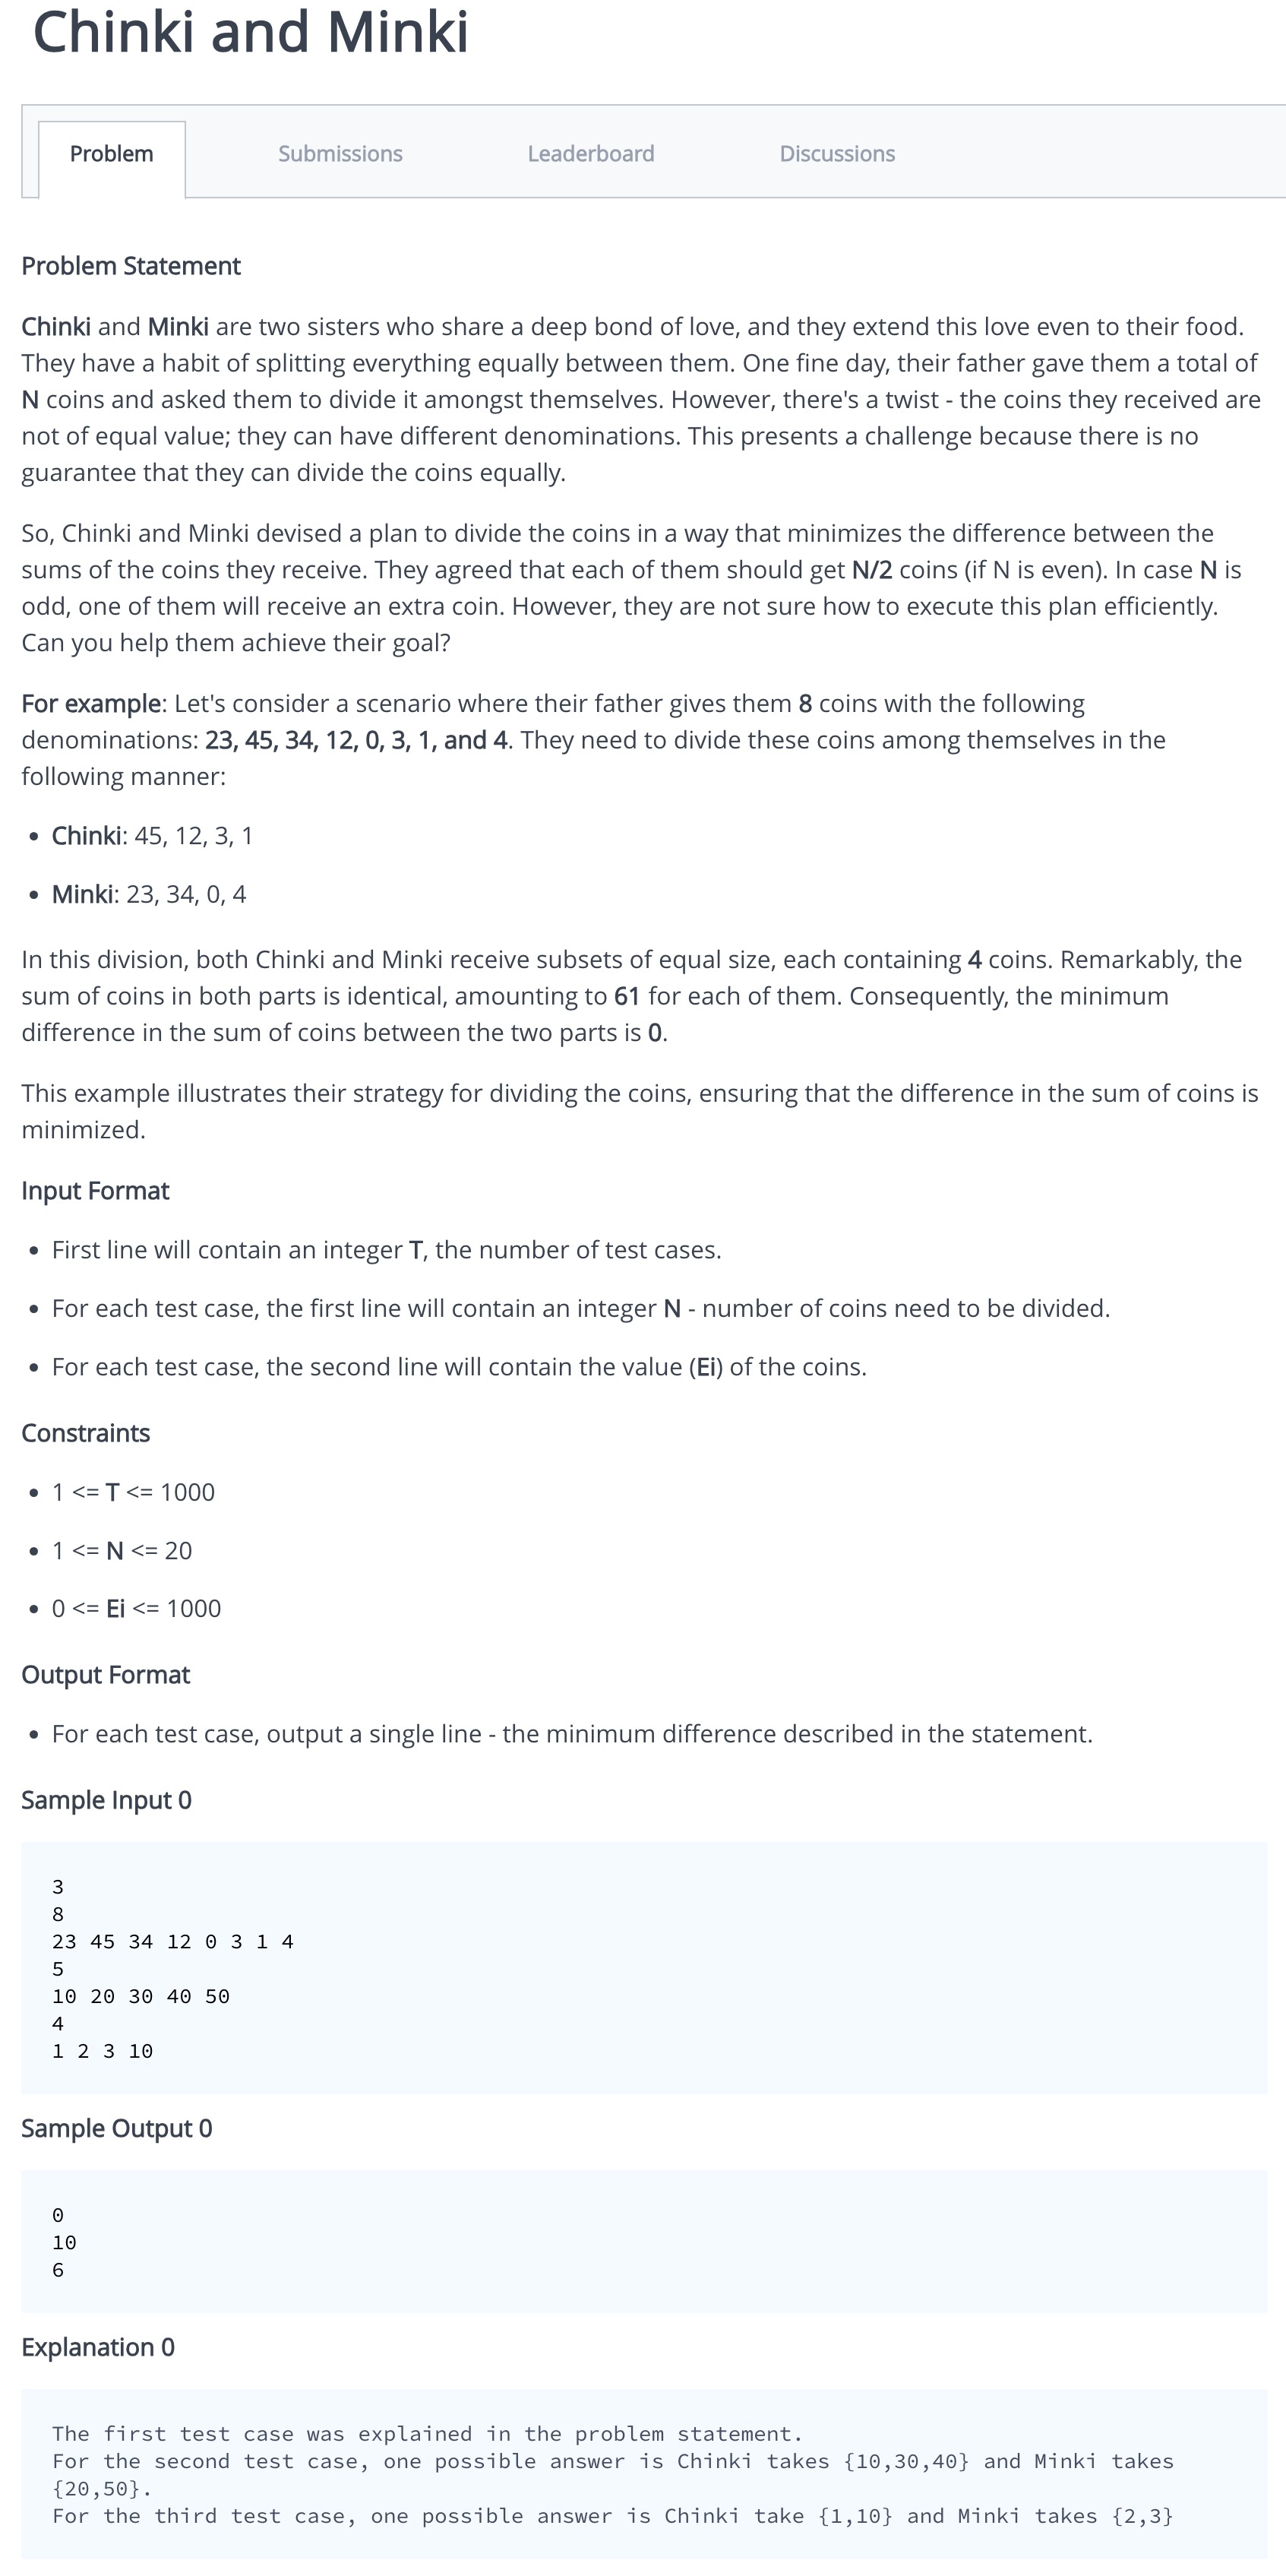 Chinki and Minki
Problem Submissions Leaderboard Discussions
Problem Statement
Chinki and Minki are two sisters who share a deep bond of love, and they extend this love even to their food.
They have a habit of splitting everything equally between them. One fine day, their father gave them a total of
N coins and asked them to divide it amongst themselves. However, there's a twist - the coins they received are
not of equal value; they can have different denominations. This presents a challenge because there is no
guarantee that they can divide the coins equally.
So, Chinki and Minki devised a plan to divide the coins in a way that minimizes the difference between the
sums of the coins they receive. They agreed that each of them should get N/2 coins (if N is even). In case N is
odd, one of them will receive an extra coin. However, they are not sure how to execute this plan efficiently.
Can you help them achieve their goal?
For example: Let's consider a scenario where their father gives them 8 coins with the following
denominations: 23, 45, 34, 12, 0, 3, 1, and 4. They need to divide these coins among themselves in the
following manner:
• Chinki: 45, 12, 3, 1
• Minki: 23, 34, 0, 4
In this division, both Chinki and Minki receive subsets of equal size, each containing 4 coins. Remarkably, the
sum of coins in both parts is identical, amounting to 61 for each of them. Consequently, the minimum
difference in the sum of coins between the two parts is 0.
This example illustrates their strategy for dividing the coins, ensuring that the difference in the sum of coins is
minimized.
Input Format
• First line will contain an integer T, the number of test cases.
• For each test case, the first line will contain an integer N - number of coins need to be divided.
• For each test case, the second line will contain the value (Ei) of the coins.
Constraints
• 1 <= T <= 1000
• 1 <= N <= 20
• 0 <= Ei <= 1000
Output Format
• For each test case, output a single line - the minimum difference described in the statement.
Sample Input 0
3
8
23 45 34 12 0 3 1 4
5
10 20 30 40 50
4
1 2 3 10
Sample Output 0
0
10
6
Explanation 0
The first test case was explained in the problem statement.
For the second test case, one possible answer is Chinki takes {10,30,40} and Minki takes
{20,50}.
For the third test case, one possible answer is Chinki take {1,10} and Minki takes {2,3}